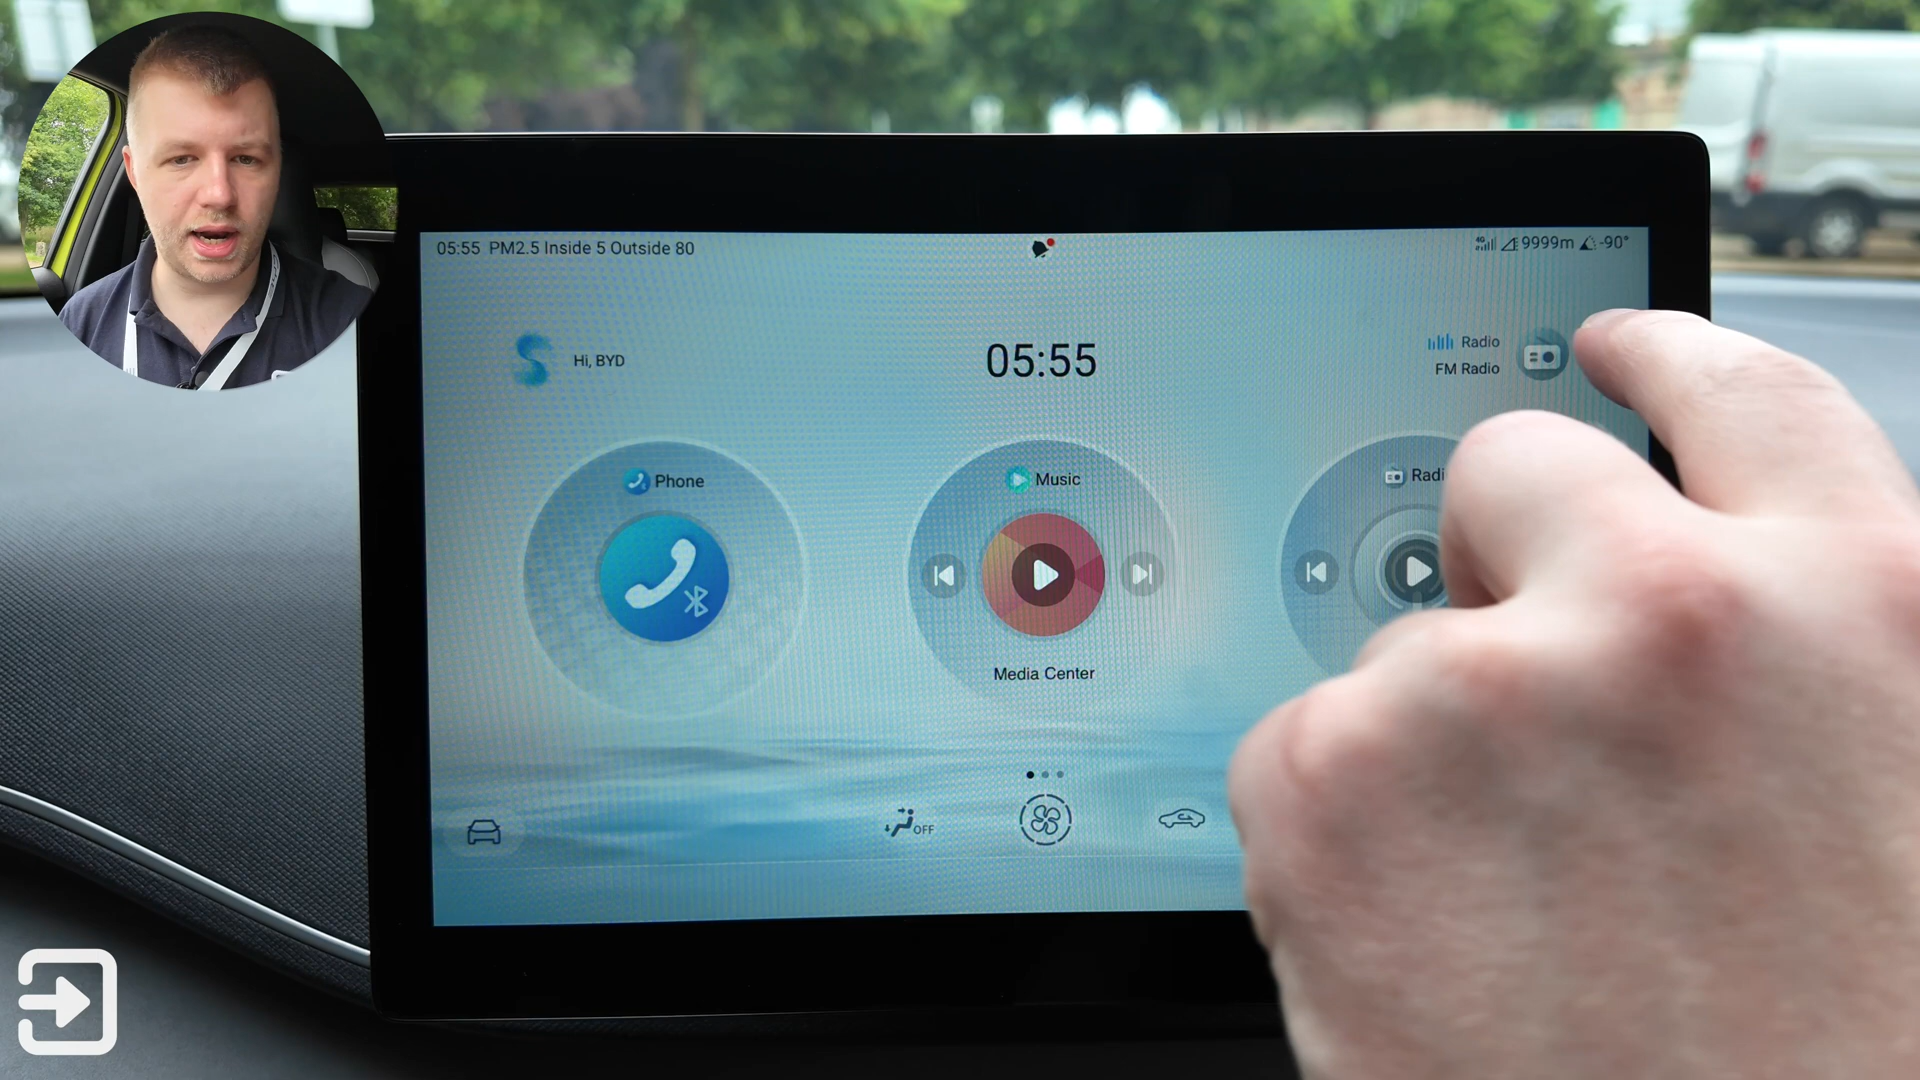 05:55 PM2.5 Inside 5 Outside 80
4G 9999m -90°
Hi, BYD
05:55
Radio
FM Radio
Phone
Music
Radi
Media Center
OFF